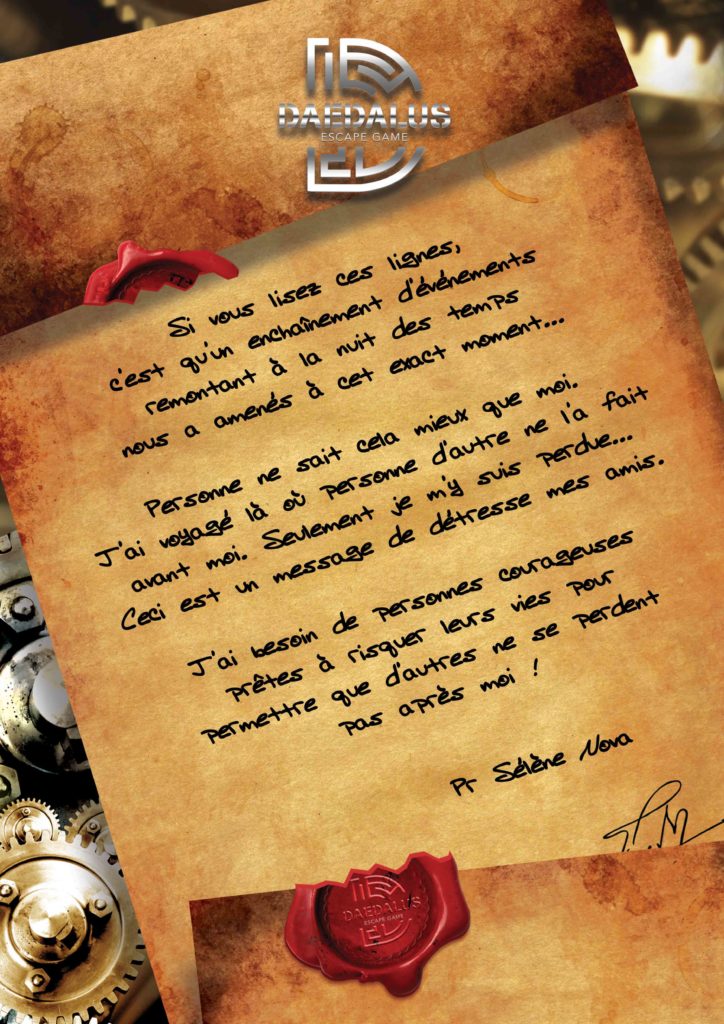 DAEDALUS
ESCAPE GAME
Si vous lisez ces lignes,
c'est qu'un enchaînement d'événements
remontant à la nuit des temps
nous a amenés à cet exact moment...
Personne ne sait cela mieux que moi.
J'ai voyagé là où personne d'autre ne l'a fait
avant moi. Seulement je m'y suis perdue...
Ceci est un message de détresse mes amis.
J'ai besoin de personnes courageuses
prêtes à risquer leurs vies pour
permettre que d'autres ne se perdent
pas après moi !
Pr Sélène Nova
DAEDALUS
ESCAPE GAME